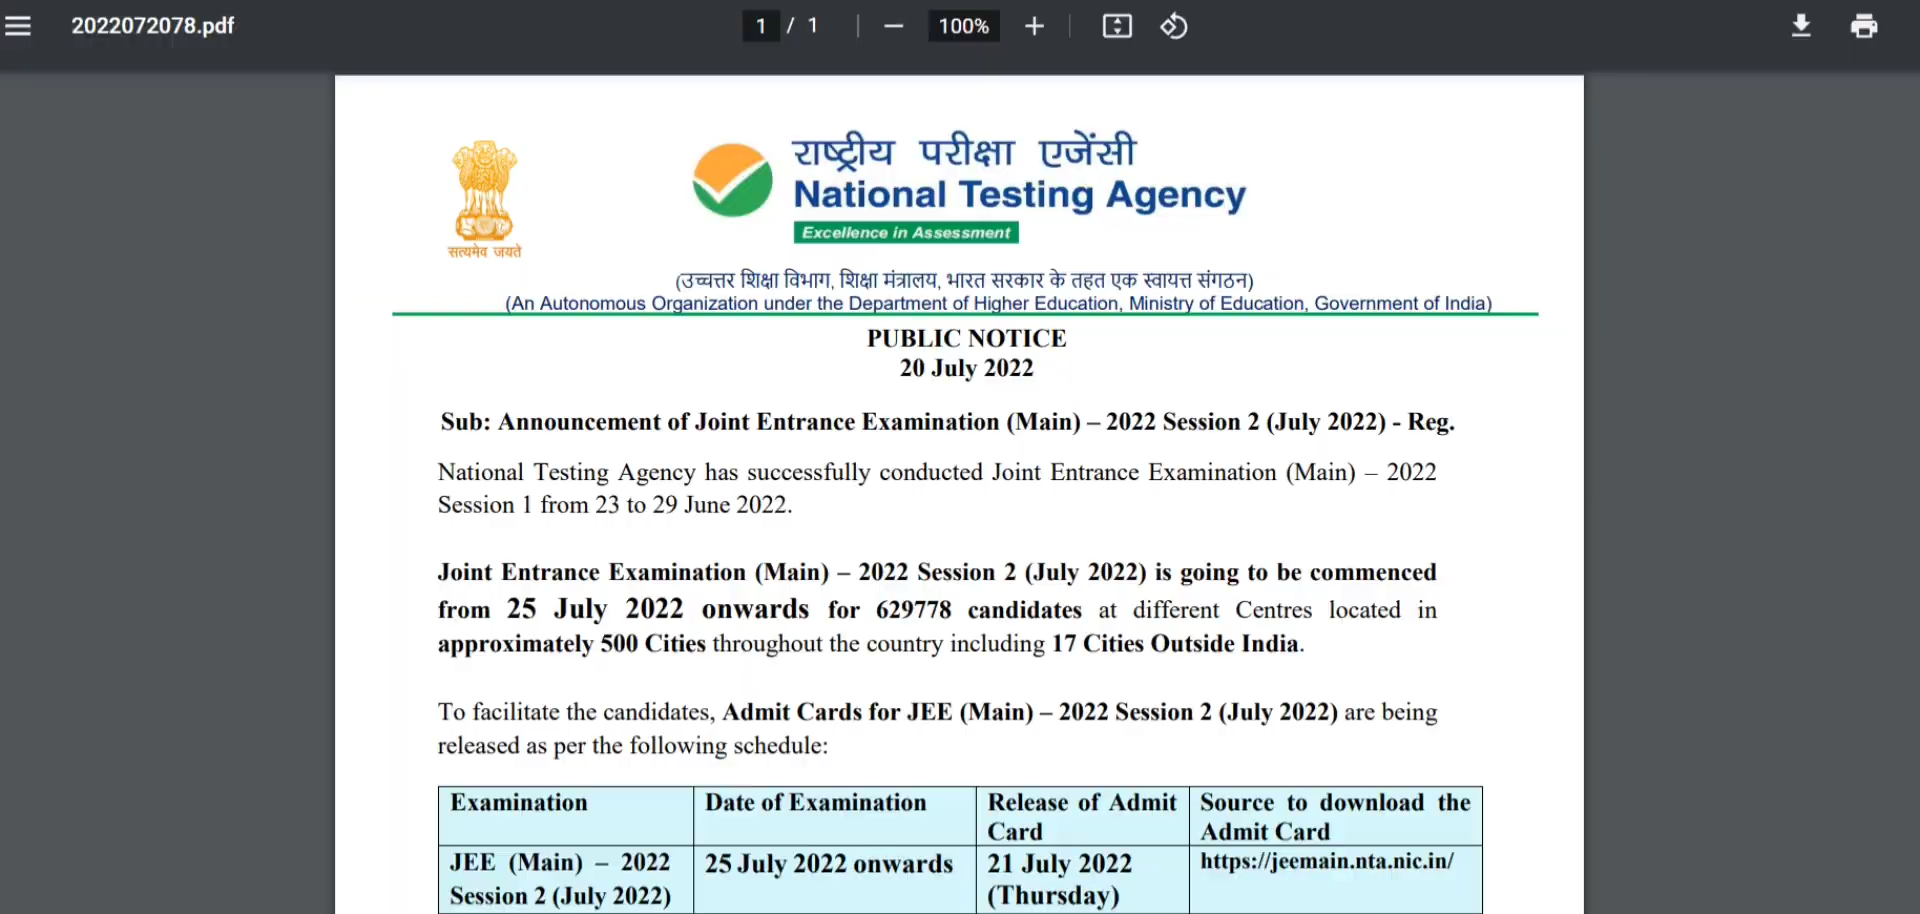 2022072078.pdf
1 / 1
100%
राष्ट्रीय परीक्षा एजेंसी
National Testing Agency
Excellence in Assessment
सत्यमेव जयते
(उच्चत्तर शिक्षा विभाग, शिक्षा मंत्रालय, भारत सरकार के तहत एक स्वायत्त संगठन)
(An Autonomous Organization under the Department of Higher Education, Ministry of Education, Government of India)
PUBLIC NOTICE
20 July 2022
Sub: Announcement of Joint Entrance Examination (Main) – 2022 Session 2 (July 2022) - Reg.
National Testing Agency has successfully conducted Joint Entrance Examination (Main) – 2022
Session 1 from 23 to 29 June 2022.
Joint Entrance Examination (Main) – 2022 Session 2 (July 2022) is going to be commenced
from 25 July 2022 onwards for 629778 candidates at different Centres located in
approximately 500 Cities throughout the country including 17 Cities Outside India.
To facilitate the candidates, Admit Cards for JEE (Main) – 2022 Session 2 (July 2022) are being
released as per the following schedule:
Examination
Date of Examination
Release of Admit
Card
Source to download the
Admit Card
JEE (Main) – 2022
Session 2 (July 2022)
25 July 2022 onwards
21 July 2022
(Thursday)
https://jeemain.nta.nic.in/